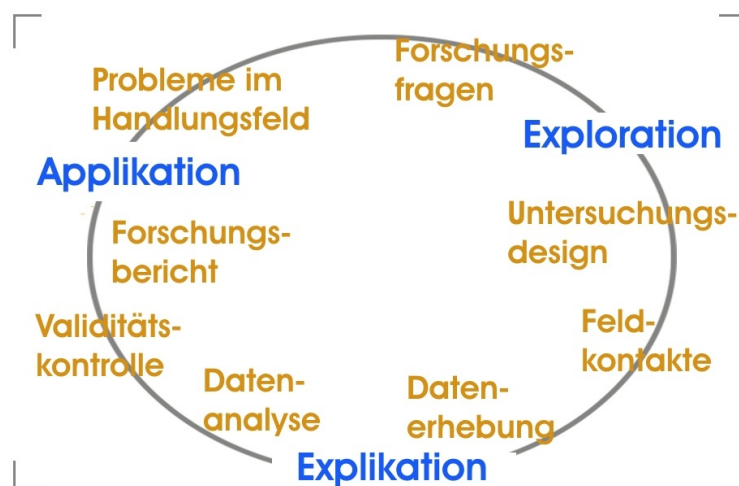 Forschungs-
fragen
Probleme im
Handlungsfeld
Exploration
Applikation
Untersuchungs-
design
Forschungs-
bericht
Feld-
kontakte
Validitäts-
kontrolle
Daten-
analyse
Daten-
erhebung
Explikation